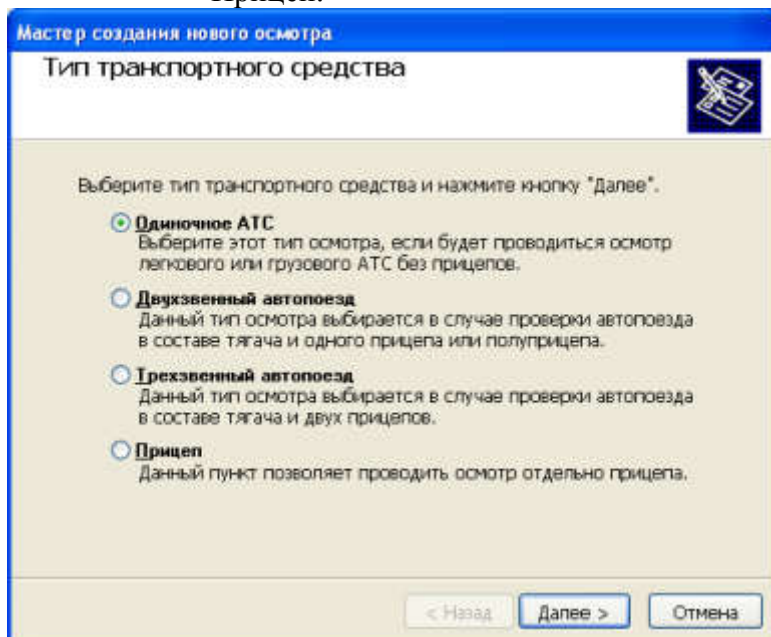 Прицеп.
Мастер создания нового осмотра
Тип транспортного средства
Выберите тип транспортного средства и нажмите кнопку "Далее".
Одиночное АТС
Выберите этот тип осмотра, если будет проводиться осмотр
легкового или грузового АТС без прицепов.
Двухзвенный автопоезд
Данный тип осмотра выбирается в случае проверки автопоезда
в составе тягача и одного прицепа или полуприцепа.
Трехзвенный автопоезд
Данный тип осмотра выбирается в случае проверки автопоезда
в составе тягача и двух прицепов.
Прицеп
Данный пункт позволяет проводить осмотр отдельно прицепа.
< Назад Далее > Отмена